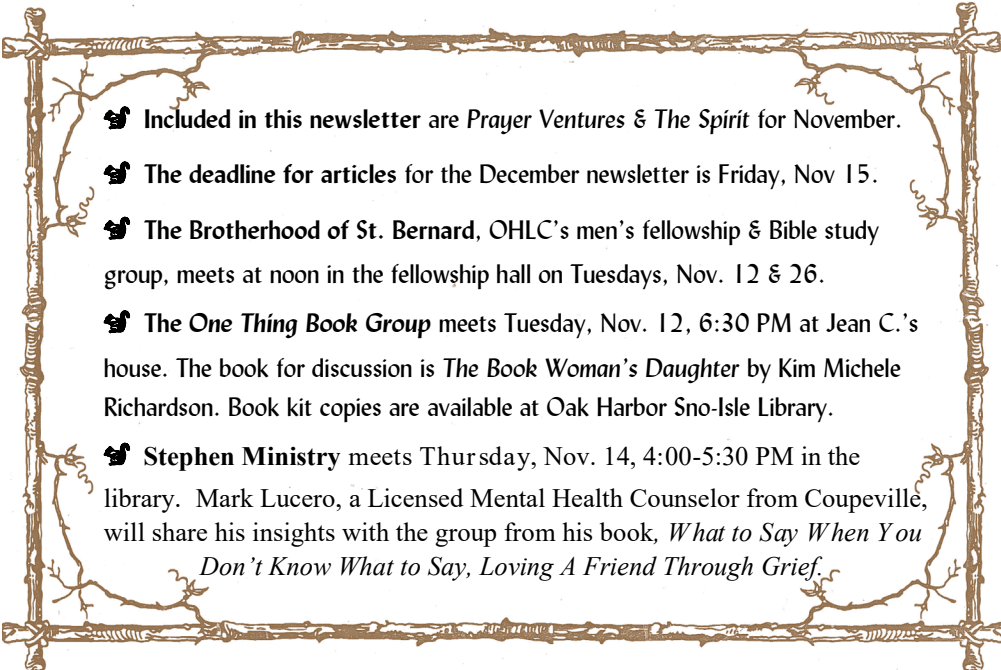 Included in this newsletter are Prayer Ventures & The Spirit for November.
The deadline for articles for the December newsletter is Friday, Nov 15.
The Brotherhood of St. Bernard, OHLC's men's fellowship & Bible study
group, meets at noon in the fellowship hall on Tuesdays, Nov. 12 & 26.
The One Thing Book Group meets Tuesday, Nov. 12, 6:30 PM at Jean C.'s
house. The book for discussion is The Book Woman's Daughter by Kim Michele
Richardson. Book kit copies are available at Oak Harbor Sno-Isle Library.
Stephen Ministry meets Thursday, Nov. 14, 4:00-5:30 PM in the
library. Mark Lucero, a Licensed Mental Health Counselor from Coupeville,
will share his insights with the group from his book, What to Say When You
Don't Know What to Say, Loving A Friend Through Grief.